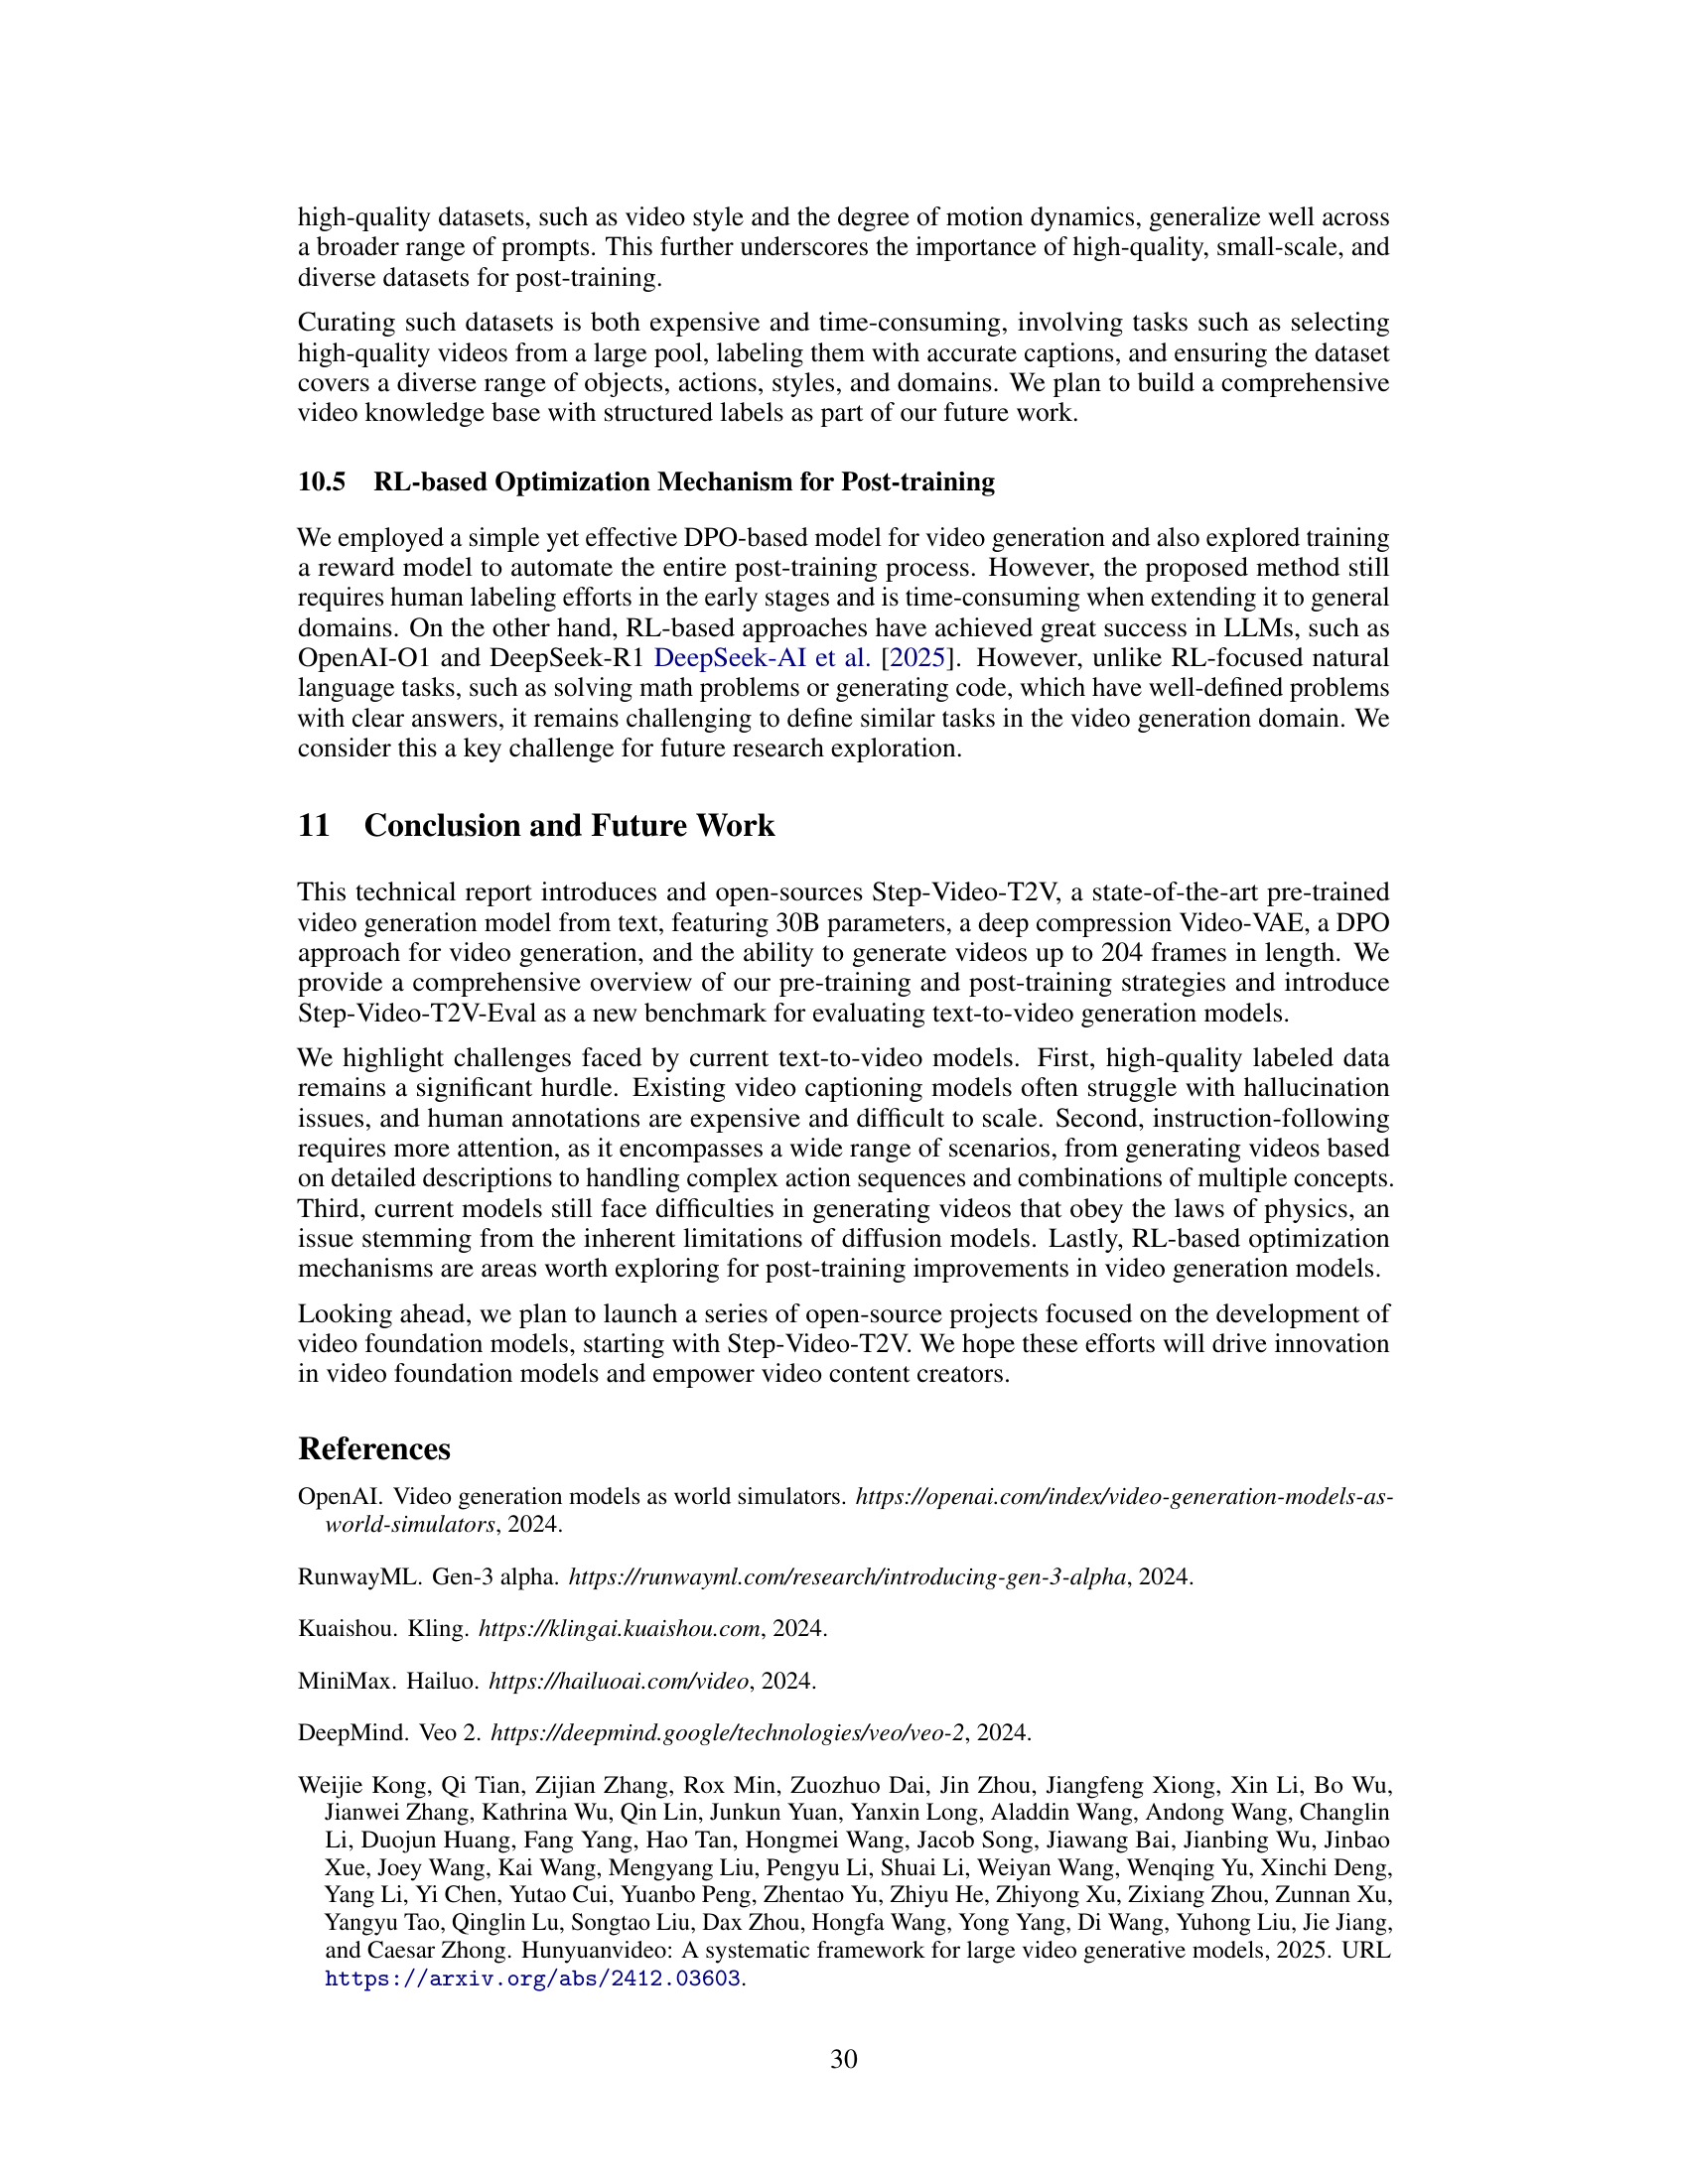 high-quality datasets, such as video style and the degree of motion dynamics, generalize well across
a broader range of prompts. This further underscores the importance of high-quality, small-scale, and
diverse datasets for post-training.
Curating such datasets is both expensive and time-consuming, involving tasks such as selecting
high-quality videos from a large pool, labeling them with accurate captions, and ensuring the dataset
covers a diverse range of objects, actions, styles, and domains. We plan to build a comprehensive
video knowledge base with structured labels as part of our future work.
10.5 RL-based Optimization Mechanism for Post-training
We employed a simple yet effective DPO-based model for video generation and also explored training
a reward model to automate the entire post-training process. However, the proposed method still
requires human labeling efforts in the early stages and is time-consuming when extending it to general
domains. On the other hand, RL-based approaches have achieved great success in LLMs, such as
OpenAI-O1 and DeepSeek-R1 DeepSeek-AI et al. [2025]. However, unlike RL-focused natural
language tasks, such as solving math problems or generating code, which have well-defined problems
with clear answers, it remains challenging to define similar tasks in the video generation domain. We
consider this a key challenge for future research exploration.
11 Conclusion and Future Work
This technical report introduces and open-sources Step-Video-T2V, a state-of-the-art pre-trained
video generation model from text, featuring 30B parameters, a deep compression Video-VAE, a DPO
approach for video generation, and the ability to generate videos up to 204 frames in length. We
provide a comprehensive overview of our pre-training and post-training strategies and introduce
Step-Video-T2V-Eval as a new benchmark for evaluating text-to-video generation models.
We highlight challenges faced by current text-to-video models. First, high-quality labeled data
remains a significant hurdle. Existing video captioning models often struggle with hallucination
issues, and human annotations are expensive and difficult to scale. Second, instruction-following
requires more attention, as it encompasses a wide range of scenarios, from generating videos based
on detailed descriptions to handling complex action sequences and combinations of multiple concepts.
Third, current models still face difficulties in generating videos that obey the laws of physics, an
issue stemming from the inherent limitations of diffusion models. Lastly, RL-based optimization
mechanisms are areas worth exploring for post-training improvements in video generation models.
Looking ahead, we plan to launch a series of open-source projects focused on the development of
video foundation models, starting with Step-Video-T2V. We hope these efforts will drive innovation
in video foundation models and empower video content creators.
References
OpenAI. Video generation models as world simulators. https://openai.com/index/video-generation-models-as-
world-simulators, 2024.
RunwayML. Gen-3 alpha. https://runwayml.com/research/introducing-gen-3-alpha, 2024.
Kuaishou. Kling. https://klingai.kuaishou.com, 2024.
MiniMax. Hailuo. https://hailuoai.com/video, 2024.
DeepMind. Veo 2. https://deepmind.google/technologies/veo/veo-2, 2024.
Weijie Kong, Qi Tian, Zijian Zhang, Rox Min, Zuozhuo Dai, Jin Zhou, Jiangfeng Xiong, Xin Li, Bo Wu,
Jianwei Zhang, Kathrina Wu, Qin Lin, Junkun Yuan, Yanxin Long, Aladdin Wang, Andong Wang, Changlin
Li, Duojun Huang, Fang Yang, Hao Tan, Hongmei Wang, Jacob Song, Jiawang Bai, Jianbing Wu, Jinbao
Xue, Joey Wang, Kai Wang, Mengyang Liu, Pengyu Li, Shuai Li, Weiyan Wang, Wenqing Yu, Xinchi Deng,
Yang Li, Yi Chen, Yutao Cui, Yuanbo Peng, Zhentao Yu, Zhiyu He, Zhiyong Xu, Zixiang Zhou, Zunnan Xu,
Yangyu Tao, Qinglin Lu, Songtao Liu, Dax Zhou, Hongfa Wang, Yong Yang, Di Wang, Yuhong Liu, Jie Jiang,
and Caesar Zhong. Hunyuanvideo: A systematic framework for large video generative models, 2025. URL
https://arxiv.org/abs/2412.03603.
30